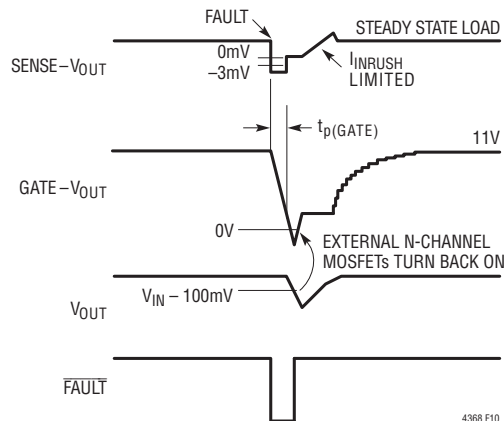 FAULT
STEADY STATE LOAD
0mV
SENSE–VOUT
–3mV
IINRUSH
LIMITED
tp(GATE)
11V
GATE–VOUT
0V
EXTERNAL N-CHANNEL
MOSFETs TURN BACK ON
VIN – 100mV
VOUT
FAULT
4368 F10